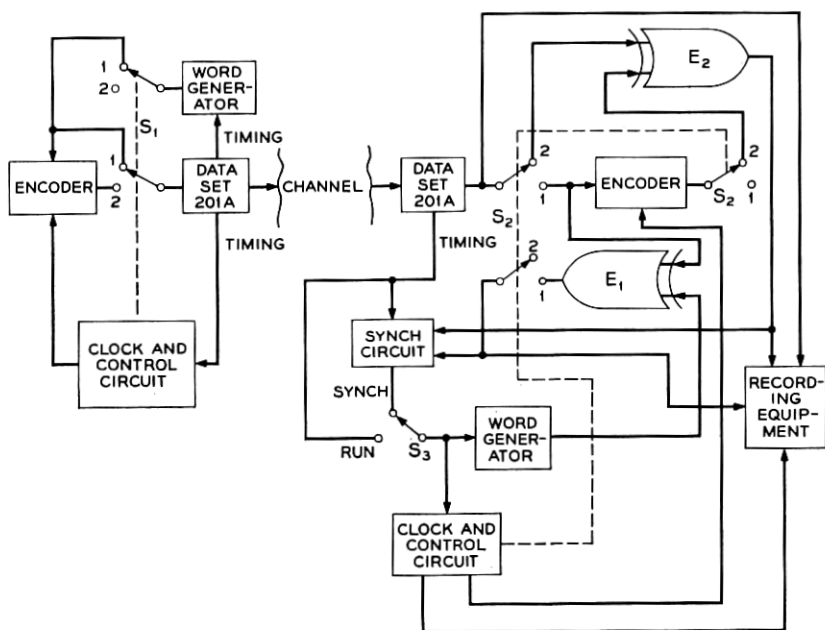 1
2
S1
WORD
GENER-
ATOR
TIMING
ENCODER
1
2
DATA
SET
201A
TIMING
CLOCK AND
CONTROL
CIRCUIT
CHANNEL
DATA
SET
201A
TIMING
2
1
S2
E2
ENCODER
2
S2
1
2
1
E1
SYNCH
CIRCUIT
SYNCH
RUN
S3
WORD
GENER-
ATOR
CLOCK AND
CONTROL
CIRCUIT
RECORD-
ING
EQUIP-
MENT